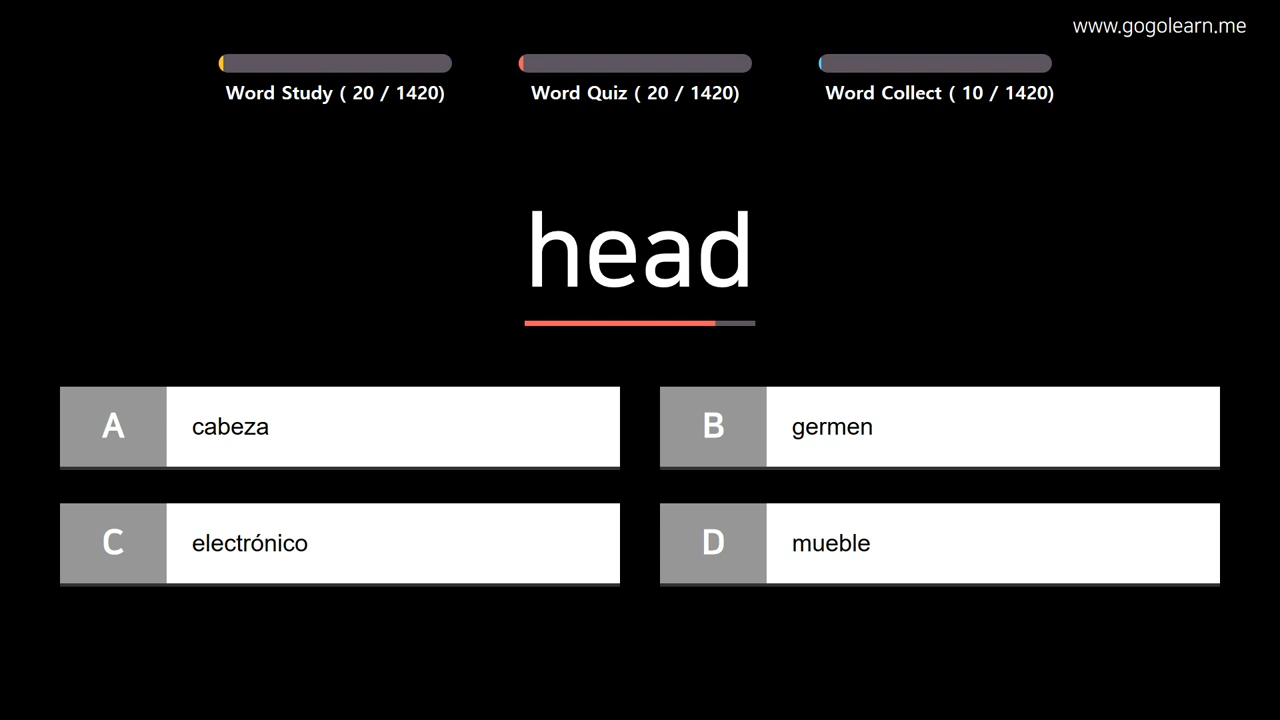 www.gogolearn.me
Word Study ( 20 / 1420)
Word Quiz ( 20 / 1420)
Word Collect ( 10 / 1420)
head
A cabeza
B germen
C electrónico
D mueble